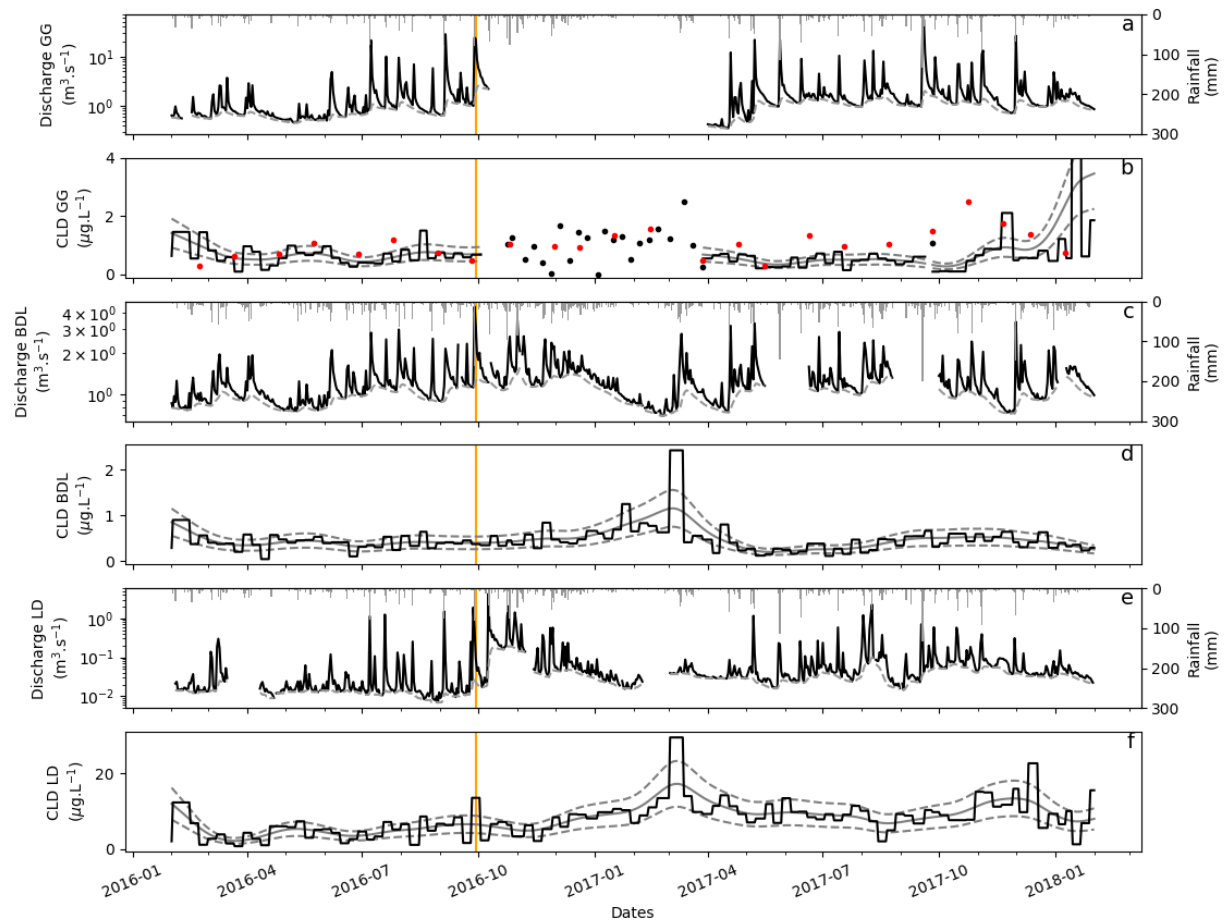 a
Discharge GG
(m³.s⁻¹)
10¹
10⁰
0
100
200
300
Rainfall
(mm)
b
CLD GG
(μg.L⁻¹)
4
2
0
c
Discharge BDL
(m³.s⁻¹)
4 × 10⁰
3 × 10⁰
2 × 10⁰
10⁰
0
100
200
300
Rainfall
(mm)
d
CLD BDL
(μg.L⁻¹)
2
1
0
e
Discharge LD
(m³.s⁻¹)
10⁰
10⁻¹
10⁻²
0
100
200
300
Rainfall
(mm)
f
CLD LD
(μg.L⁻¹)
20
0
2016-01
2016-04
2016-07
2016-10
2017-01
2017-04
2017-07
2017-10
2018-01
Dates